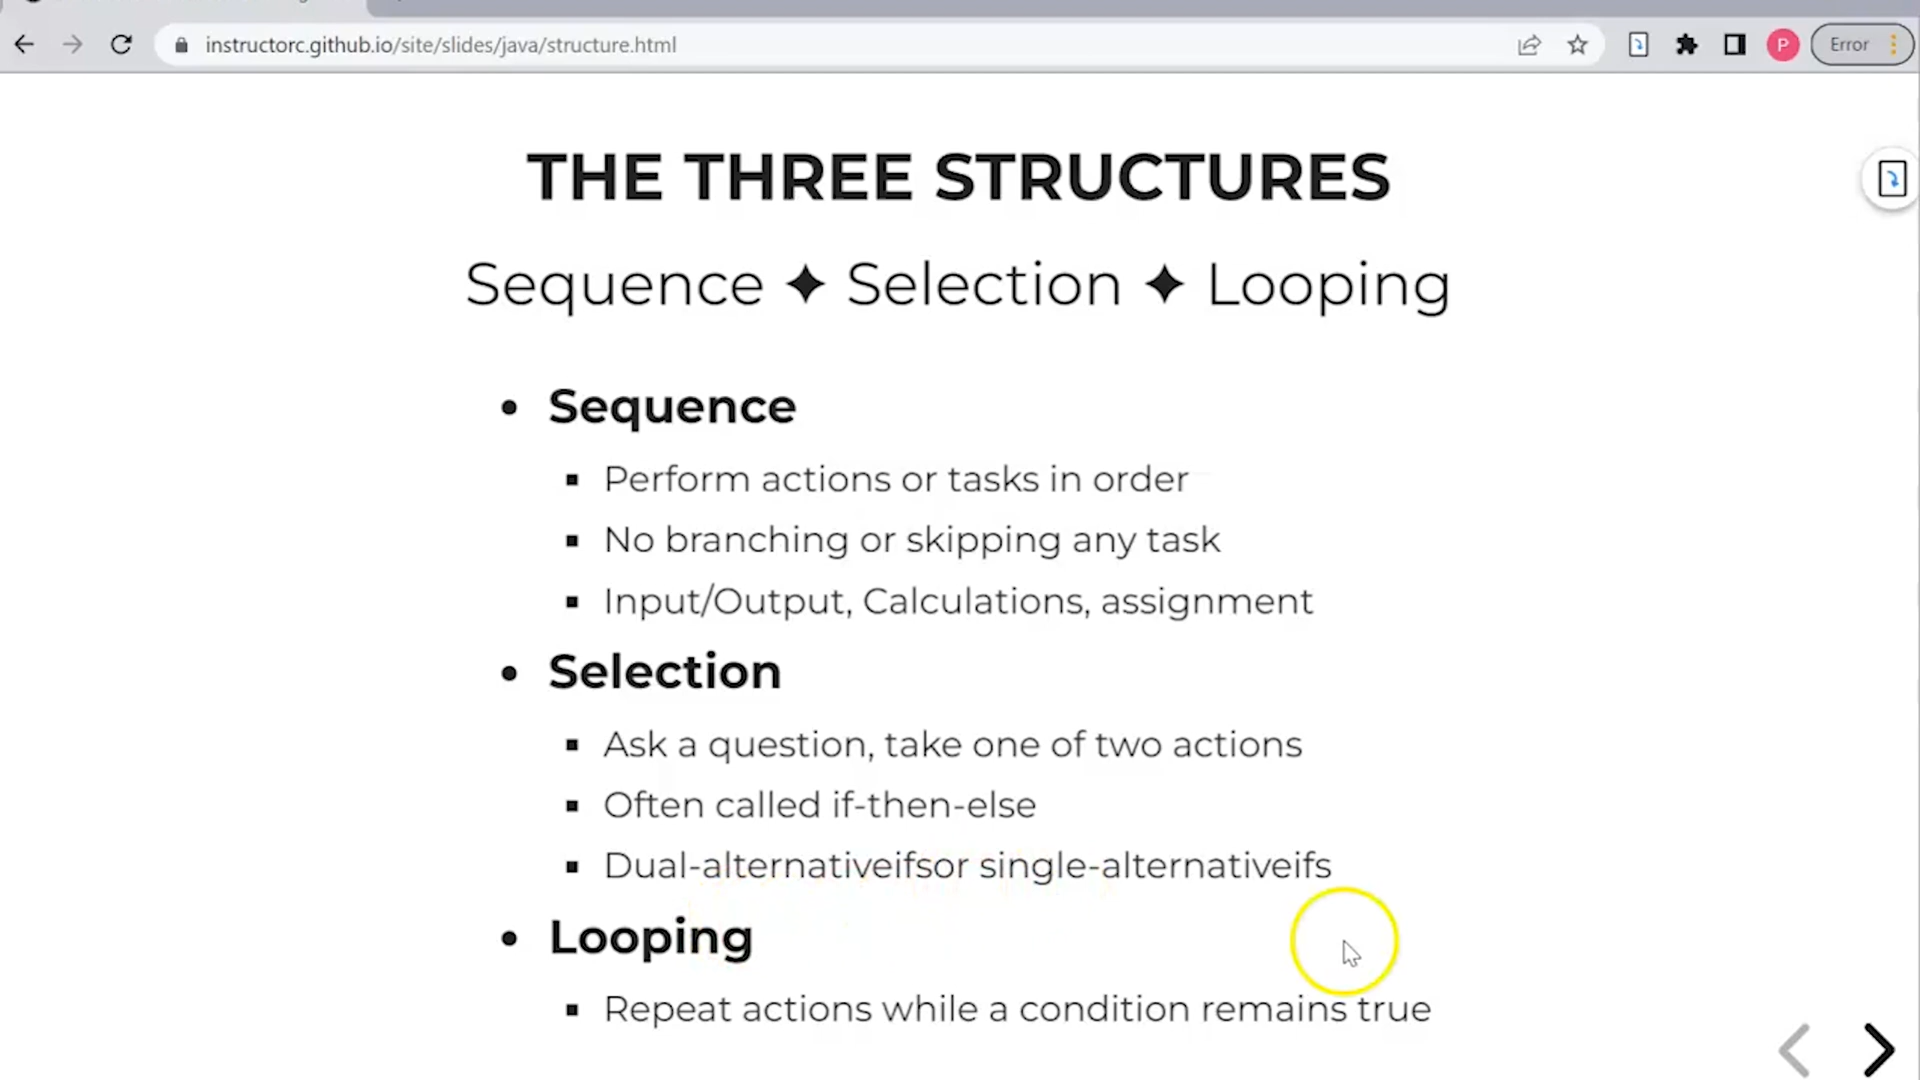 instructorc.github.io/site/slides/java/structure.html
P
Error
THE THREE STRUCTURES
Sequence ✦ Selection ✦ Looping
• Sequence
▪ Perform actions or tasks in order
▪ No branching or skipping any task
▪ Input/Output, Calculations, assignment
• Selection
▪ Ask a question, take one of two actions
▪ Often called if-then-else
▪ Dual-alternativeifsor single-alternativeifs
• Looping
▪ Repeat actions while a condition remains true